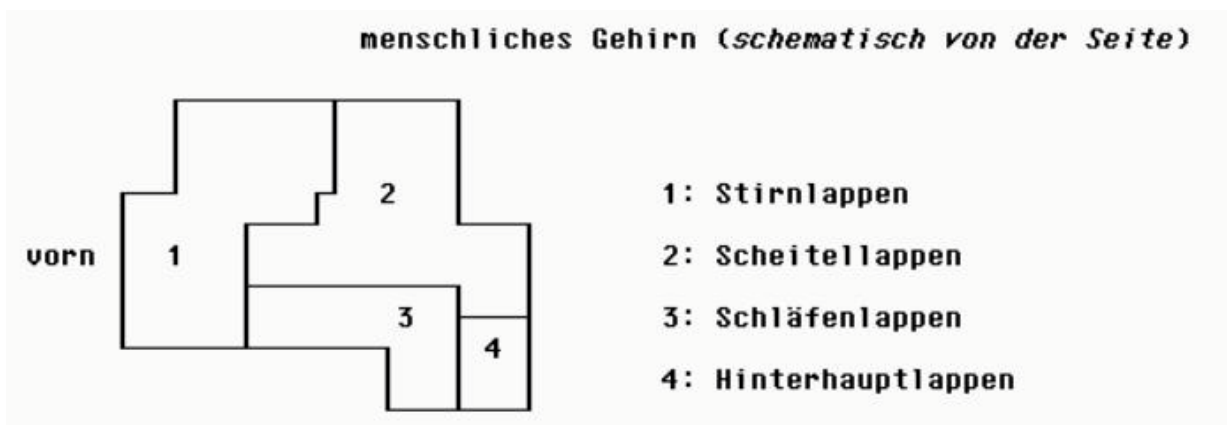 menschliches Gehirn (schematisch von der Seite)
2
1: Stirnlappen
vorn
1
2: Scheitellappen
3
3: Schläfenlappen
4
4: Hinterhauptlappen